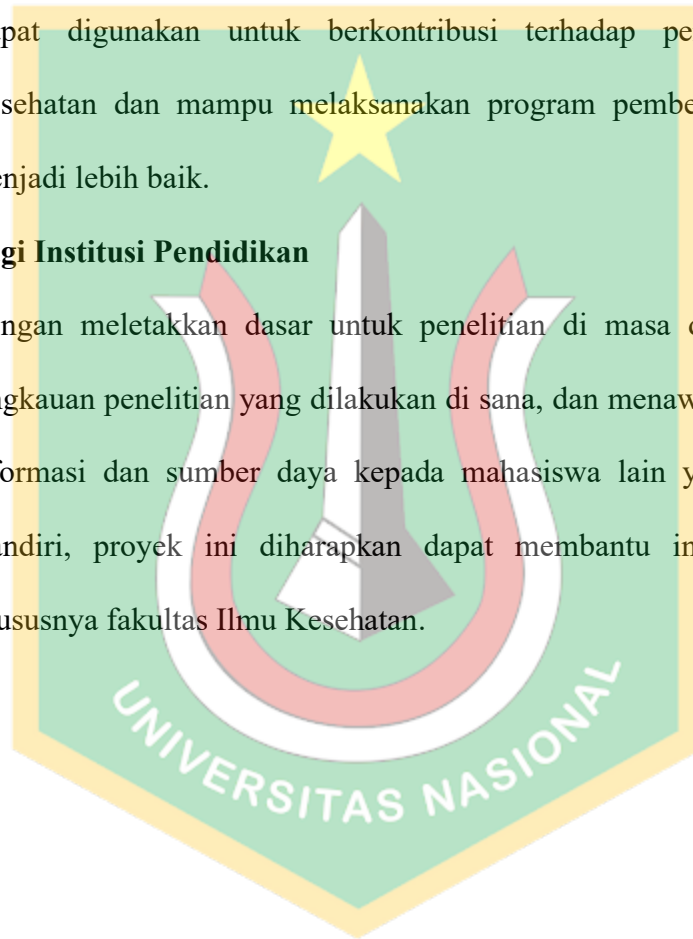 pat digunakan untuk berkontribusi terhadap pe
sehatan dan mampu melaksanakan program pembe
enjadi lebih baik.
gi Institusi Pendidikan
ngan meletakkan dasar untuk penelitian di masa
ngkauan penelitian yang dilakukan di sana, dan menaw
formasi dan sumber daya kepada mahasiswa lain y
ndiri, proyek ini diharapkan dapat membantu in
ususnya fakultas Ilmu Kesehatan.
UNIVERSITAS NASIONAL